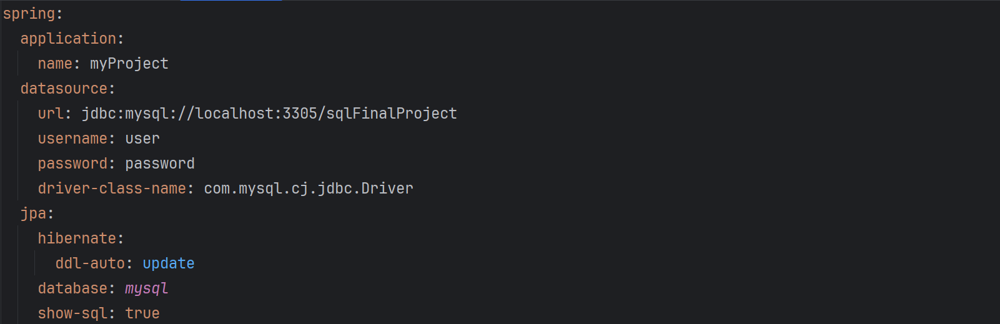 spring:
  application:
    name: myProject
  datasource:
    url: jdbc:mysql://localhost:3305/sqlFinalProject
    username: user
    password: password
    driver-class-name: com.mysql.cj.jdbc.Driver
  jpa:
    hibernate:
      ddl-auto: update
    database: mysql
    show-sql: true